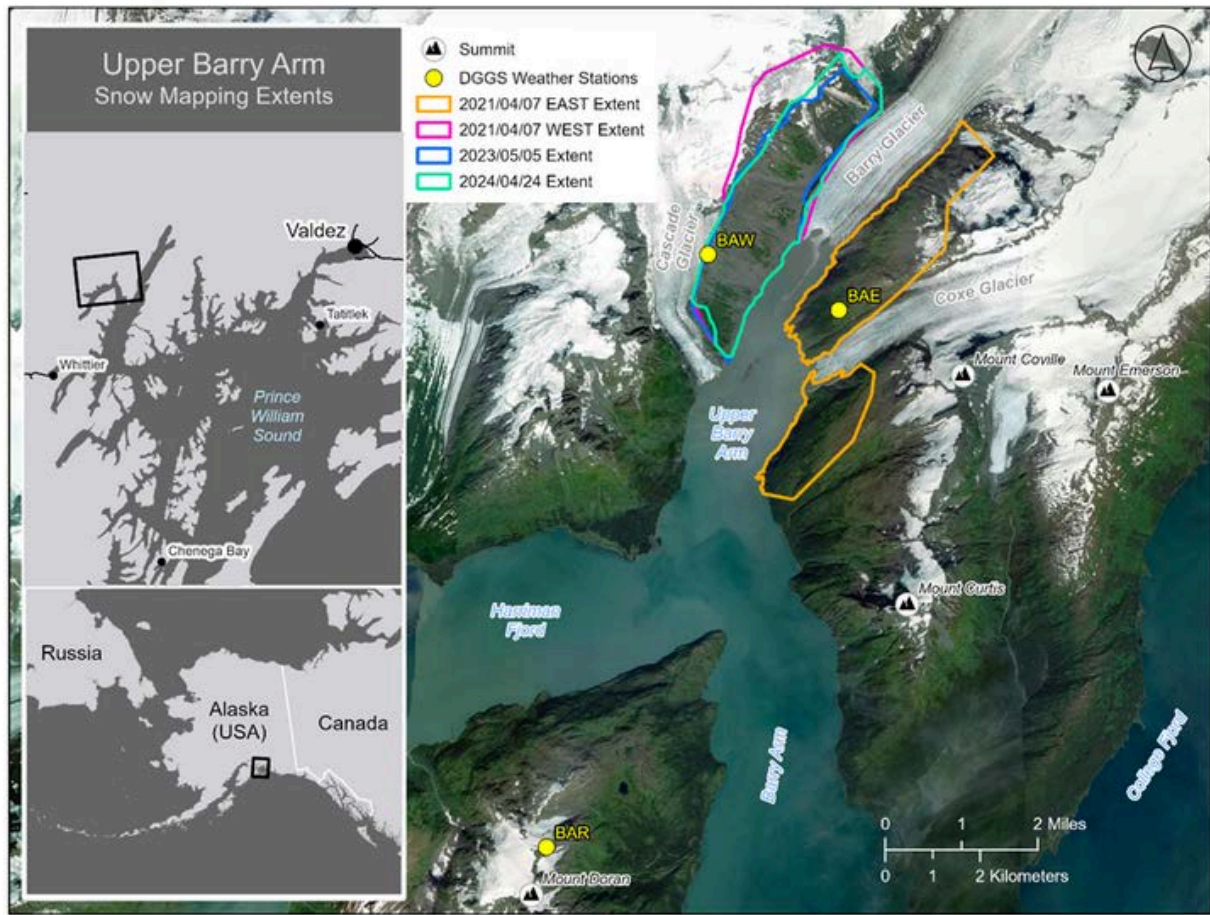 Upper Barry Arm
Snow Mapping Extents
Valdez
Tatitlek
Whittier
Prince
William
Sound
Chenega Bay
Russia
Alaska
(USA)
Canada
Summit
DGGS Weather Stations
2021/04/07 EAST Extent
2021/04/07 WEST Extent
2023/05/05 Extent
2024/04/24 Extent
Barry Glacier
Cascade
Glacier
BAW
BAE
Coxe Glacier
Mount Coville
Mount Emerson
Upper
Barry
Arm
Mount Curtis
Harriman
Fjord
Barry Arm
College Fjord
BAR
Mount Doran
0 1 2 Miles
0 1 2 Kilometers